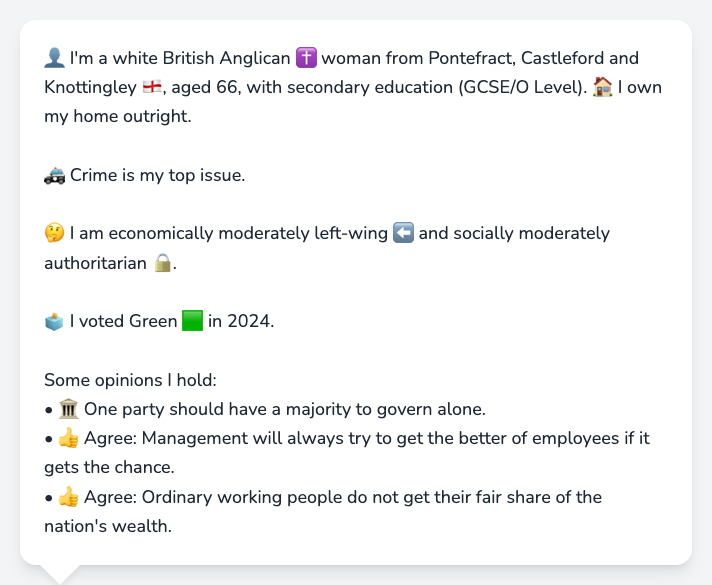 👤 I'm a white British Anglican ✝️ woman from Pontefract, Castleford and
Knottingley 🏴󠁧󠁢󠁥󠁮󠁧󠁿, aged 66, with secondary education (GCSE/O Level). 🏠 I own
my home outright.
🚓 Crime is my top issue.
🤔 I am economically moderately left-wing ⬅️ and socially moderately
authoritarian 🔒.
🗳️ I voted Green 🟩 in 2024.
Some opinions I hold:
• 🏛️ One party should have a majority to govern alone.
• 👍 Agree: Management will always try to get the better of employees if it
gets the chance.
• 👍 Agree: Ordinary working people do not get their fair share of the
nation's wealth.